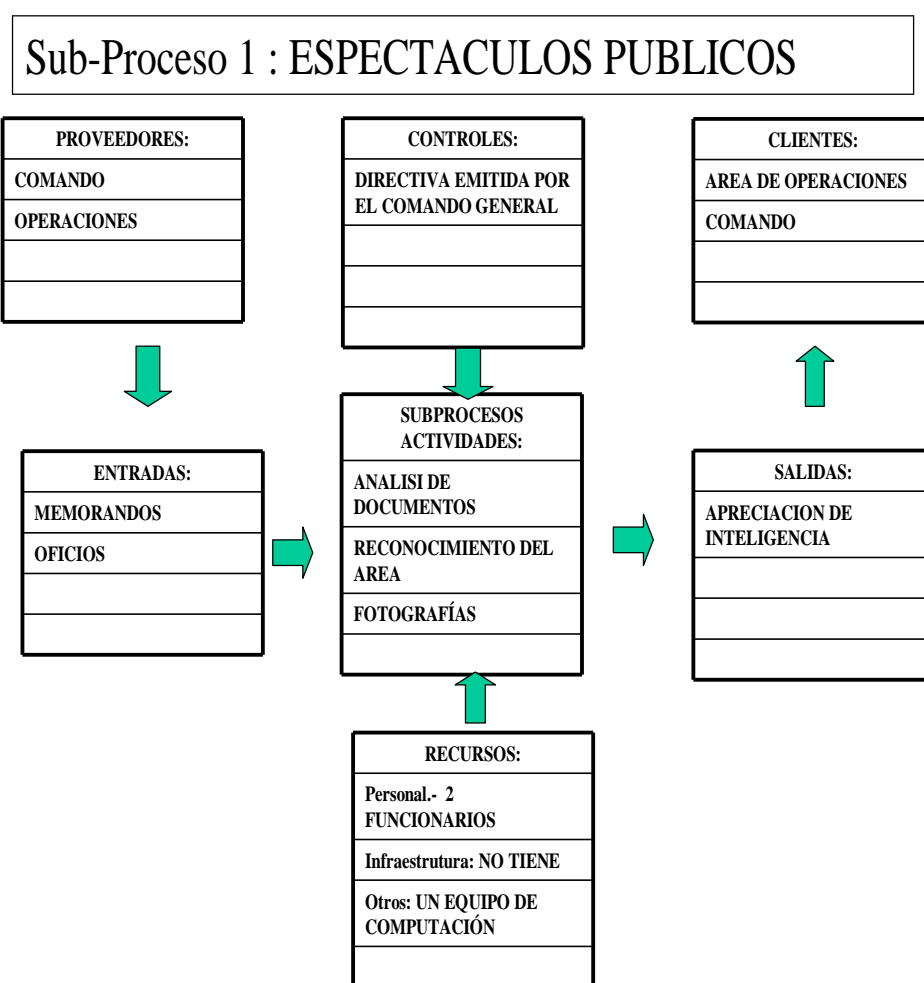 Sub-Proceso 1 : ESPECTACULOS PUBLICOS
PROVEEDORES:
COMANDO
OPERACIONES
CONTROLES:
DIRECTIVA EMITIDA POR
EL COMANDO GENERAL
CLIENTES:
AREA DE OPERACIONES
COMANDO
ENTRADAS:
MEMORANDOS
OFICIOS
SUBPROCESOS
ACTIVIDADES:
ANALISI DE
DOCUMENTOS
RECONOCIMIENTO DEL
AREA
FOTOGRAFÍAS
SALIDAS:
APRECIACION DE
INTELIGENCIA
RECURSOS:
Personal.- 2
FUNCIONARIOS
Infraestrutura: NO TIENE
Otros: UN EQUIPO DE
COMPUTACIÓN